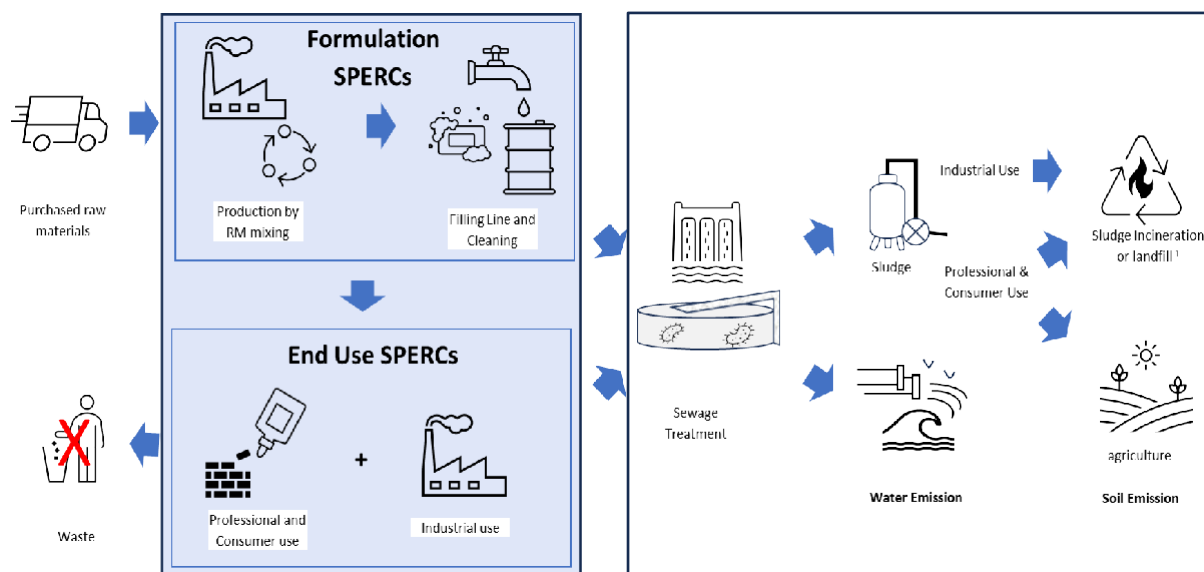 Formulation
SPERCs
Purchased raw
materials
Production by
RM mixing
Filling Line and
Cleaning
End Use SPERCs
Waste
+
Professional and
Consumer use
Industrial use
Sewage
Treatment
Sludge
Industrial Use
Professional &
Consumer Use
Sludge Incineration
or landfill ¹
Water Emission
agriculture
Soil Emission